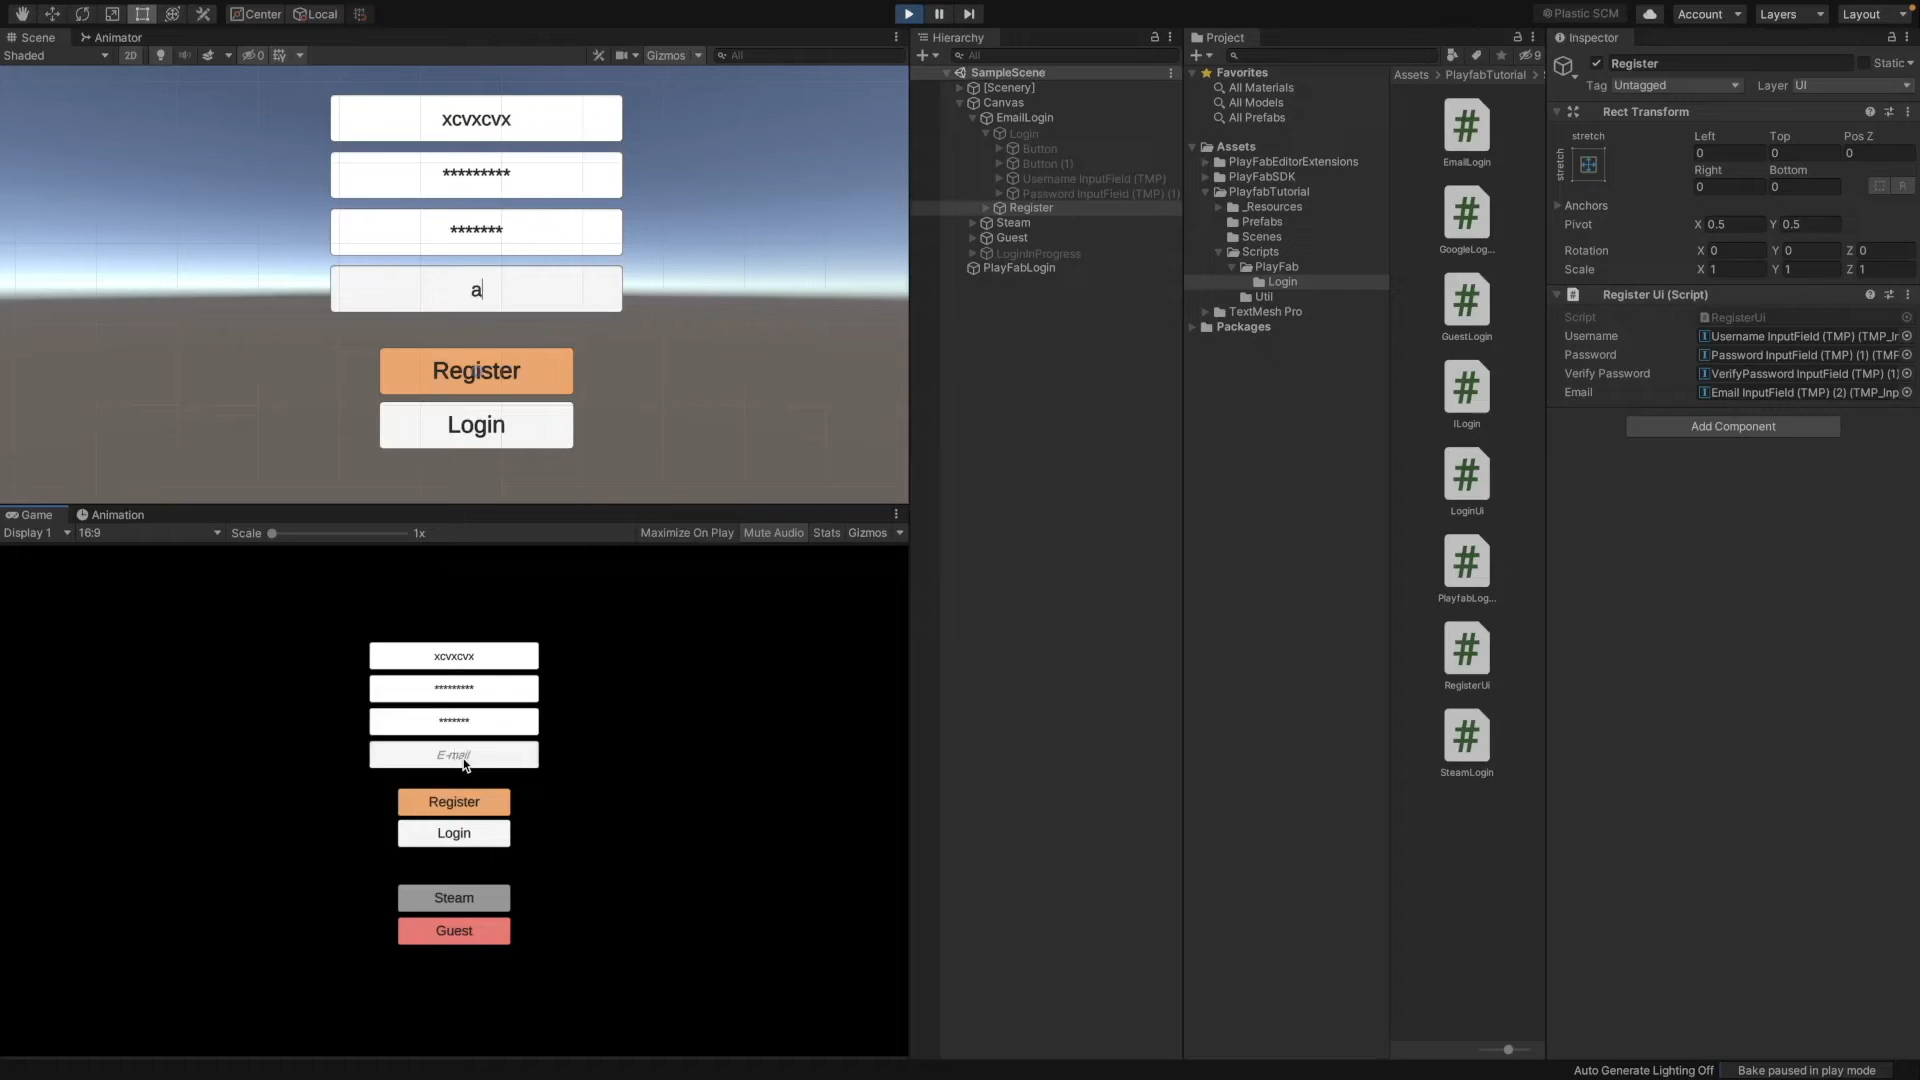 Center
Local
Plastic SCM
Account
Layers
Layout
Scene
Animator
Shaded
2D
0
Gizmos
All
xcvxcvx
*********
*******
a
Register
Login
Game
Animation
Display 1
16:9
Scale
1x
Maximize On Play
Mute Audio
Stats
Gizmos
xcvxcvx
*********
*******
E-mail
Register
Login
Steam
Guest
Hierarchy
All
SampleScene
[Scenery]
Canvas
EmailLogin
Login
Button
Button (1)
Username InputField (TMP)
Password InputField (TMP) (1)
Register
Steam
Guest
LoginInProgress
PlayFabLogin
Project
9
Favorites
All Materials
All Models
All Prefabs
Assets
PlayFabEditorExtensions
PlayFabSDK
PlayfabTutorial
_Resources
Prefabs
Scenes
Scripts
PlayFab
Login
Util
TextMesh Pro
Packages
Assets > PlayfabTutorial >
EmailLogin
GoogleLog...
GuestLogin
ILogin
LoginUi
PlayfabLog...
RegisterUi
SteamLogin
Inspector
Register
Static
Tag Untagged
Layer UI
Rect Transform
stretch
stretch
Left Top Pos Z
0 0 0
Right Bottom
0 0
R
Anchors
Pivot X 0.5 Y 0.5
Rotation X 0 Y 0 Z 0
Scale X 1 Y 1 Z 1
Register Ui (Script)
Script RegisterUi
Username Username InputField (TMP) (TMP_Ir
Password Password InputField (TMP) (1) (TMF
Verify Password VerifyPassword InputField (TMP) (1)
Email Email InputField (TMP) (2) (TMP_Inp
Add Component
Auto Generate Lighting Off
Bake paused in play mode